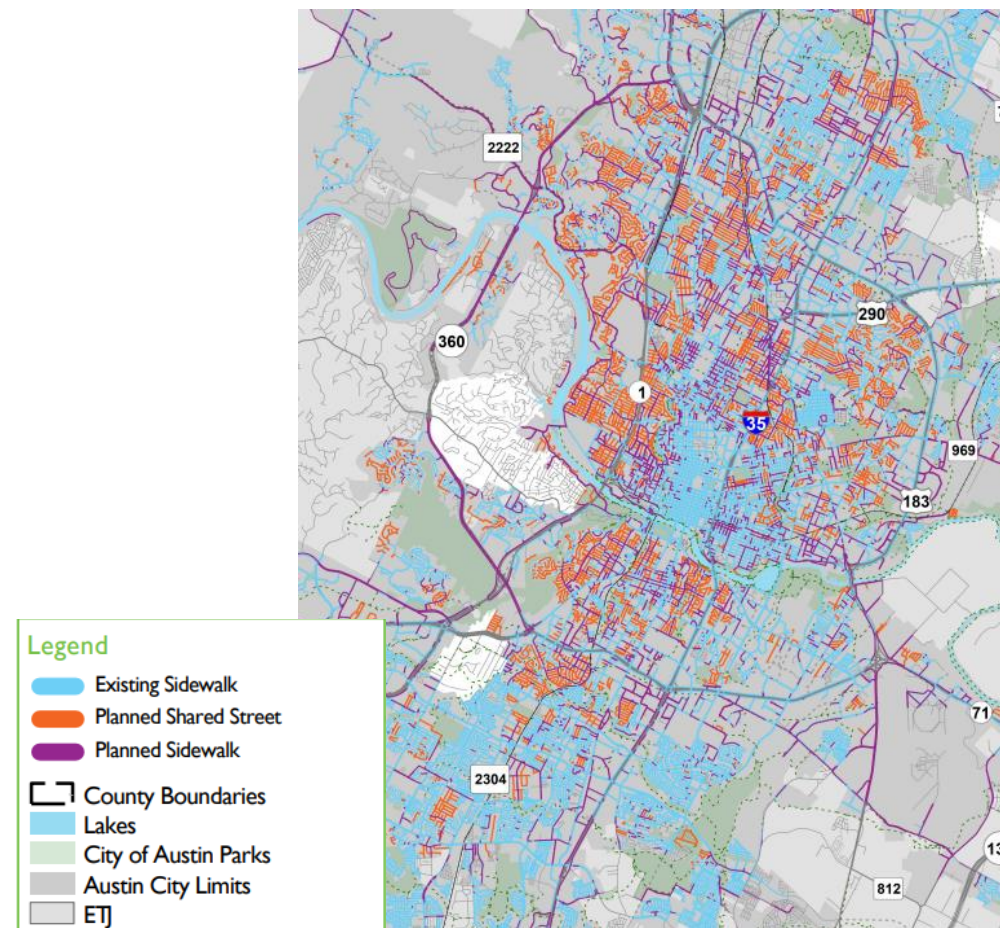 2222
360
290
1
35
969
183
71
2304
812
Legend
Existing Sidewalk
Planned Shared Street
Planned Sidewalk
County Boundaries
Lakes
City of Austin Parks
Austin City Limits
ETJ